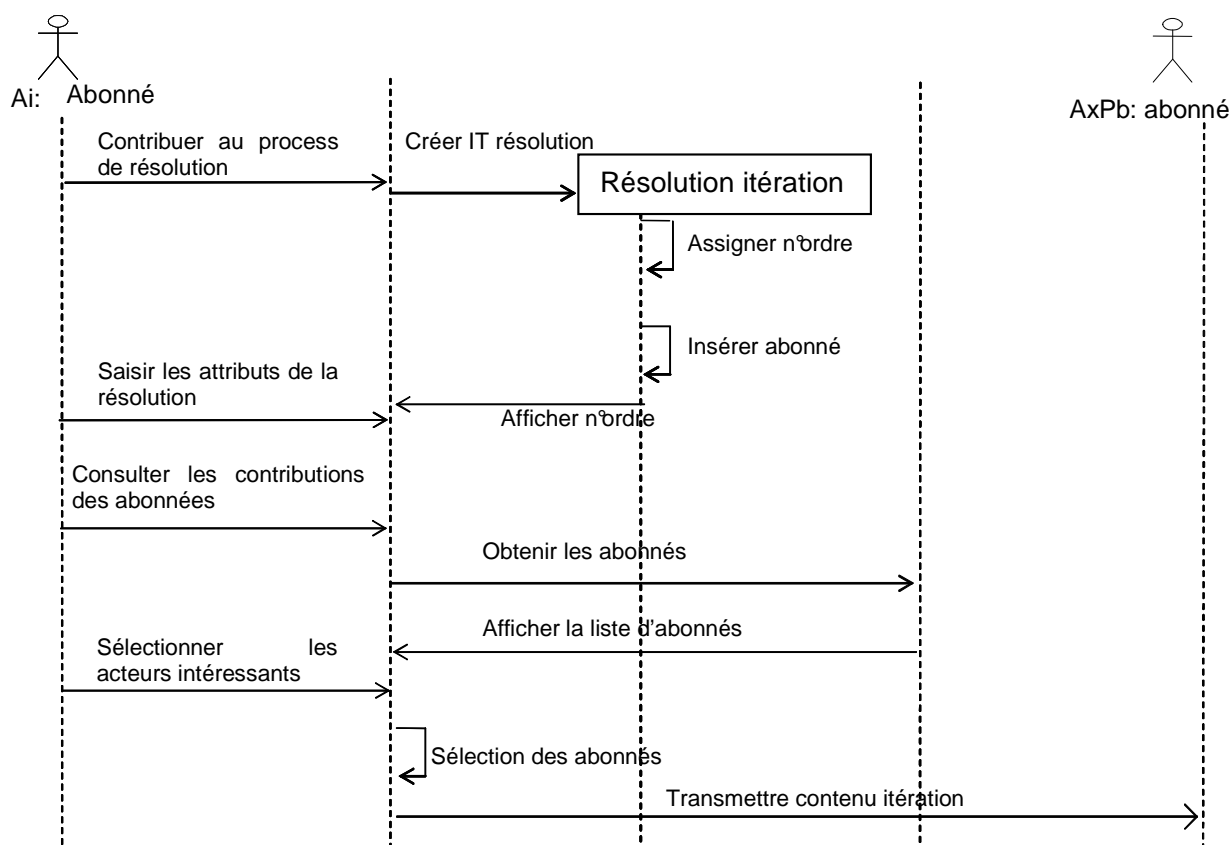 Ai: Abonné
AxPb: abonné
Contribuer au process
de résolution
Créer IT résolution
Résolution itération
Assigner n°ordre
Insérer abonné
Saisir les attributs de la
résolution
Afficher n°ordre
Consulter les contributions
des abonnées
Obtenir les abonnés
Afficher la liste d'abonnés
Sélectionner les
acteurs intéressants
Sélection des abonnés
Transmettre contenu itération